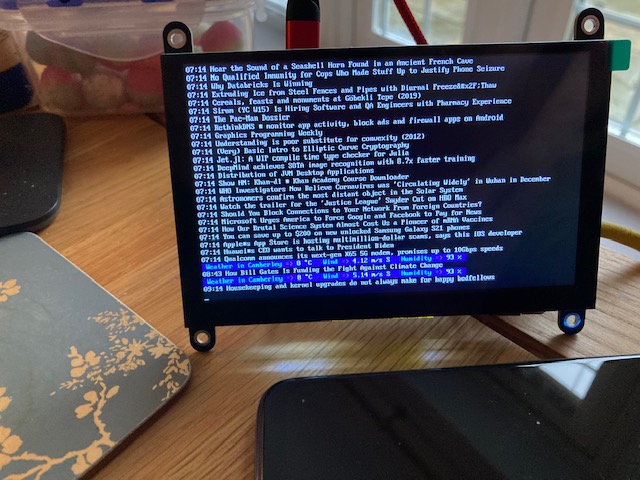 07:14 Hear the Sound of a Seashell Horn Found in an Ancient French Cave
07:14 No Qualified Immunity for Cops Who Made Stuff Up to Justify Phone Seizure
07:14 Why Databricks Is Winning
07:14 Extruding Ice from Steel Fences and Pipes with Diurnal Freeze&#x2F;Thaw
07:14 Cereals, feasts and monuments at Göbekli Tepe (2019)
07:14 Sirum (YC W15) Is Hiring Software and QA Engineers with Pharmacy Experience
07:14 The Pac-Man Dossier
07:14 RethinkDNS monitor app activity, block ads and firewall apps on Android
07:14 Graphics Programming Weekly
07:14 Understanding is poor substitute for convexity (2012)
07:14 (Very) Basic Intro to Elliptic Curve Cryptography
07:14 Jet.jl: A WIP compile time type checker for Julia
07:14 DeepMind achieves SOTA image recognition with 8.7x faster training
07:14 Distribution of JVM Desktop Applications
07:14 Show HN: Khan-dl Khan Academy Course Downloader
07:14 WHO Investigators Now Believe Coronavirus was 'Circulating Widely' in Wuhan in December
07:14 Astronomers confirm the most distant object in the Solar System
07:14 Watch the trailer for the 'Justice League' Snyder Cut on HBO Max
07:14 Should You Block Connections to Your Network From Foreign Countries?
07:14 Microsoft Urges America to Force Google and Facebook to Pay for News
07:14 How Our Brutal Science System Almost Cost Us a Pioneer of mRNA Vaccines
07:14 You can save up to $200 on new unlocked Samsung Galaxy S21 phones
07:14 Apple's App Store is hosting multimillion-dollar scams, says this iOS developer
07:14 Huawei's CEO wants to talk to President Biden
07:14 Qualcomm announces its next-gen X65 5G modem, promises up to 10Gbps speeds
Weather in Camberley -> 0 °C Wind -> 4.12 m/s S Humidity -> 93 %
08:43 How Bill Gates Is Funding the Fight Against Climate Change
Weather in Camberley -> 0 °C Wind -> 5.14 m/s S Humidity -> 93 %
09:14 Housekeeping and kernel upgrades do not always make for happy bedfellows